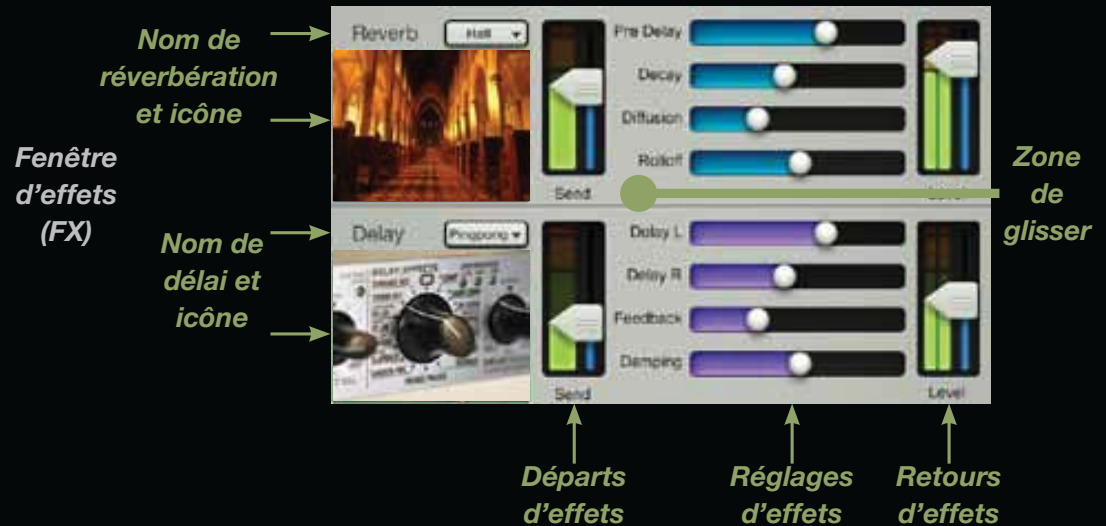 Nom de
réverbération
et icône
Fenêtre
d'effets
(FX)
Nom de
délai et
icône
Reverb
Hall
Pre Delay
Decay
Diffusion
Rolloff
Send
Delay
Pingpong
Delay L
Delay R
Feedback
Damping
Send
Level
Zone
de
glisser
Départs
d'effets
Réglages
d'effets
Retours
d'effets